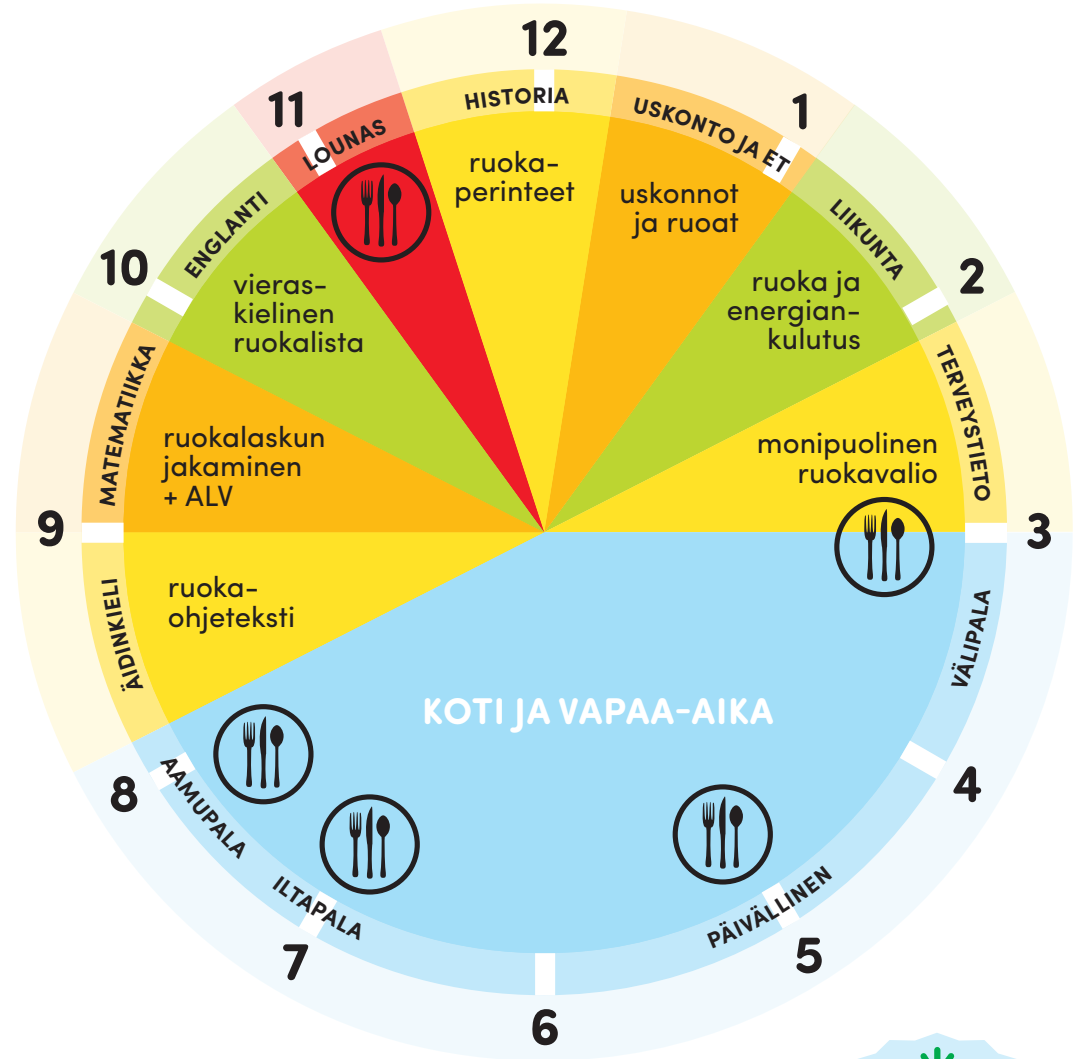 12
HISTORIA
ruoka-
perinteet
1
USKONTO JA ET
uskonnot
ja ruoat
2
LIIKUNTA
ruoka ja
energian-
kulutus
3
TERVEYSTIETO
monipuolinen
ruokavalio
VÄLIPALA
4
KOTI JA VAPAA-AIKA
PÄIVÄLLINEN
5
6
ILTAPALA
7
AAMUPALA
8
ÄIDINKIELI
ruoka-
ohjeteksti
9
MATEMATIIKKA
ruokalaskun
jakaminen
+ ALV
10
ENGLANTI
vieras-
kielinen
ruokalista
11
LOUNAS